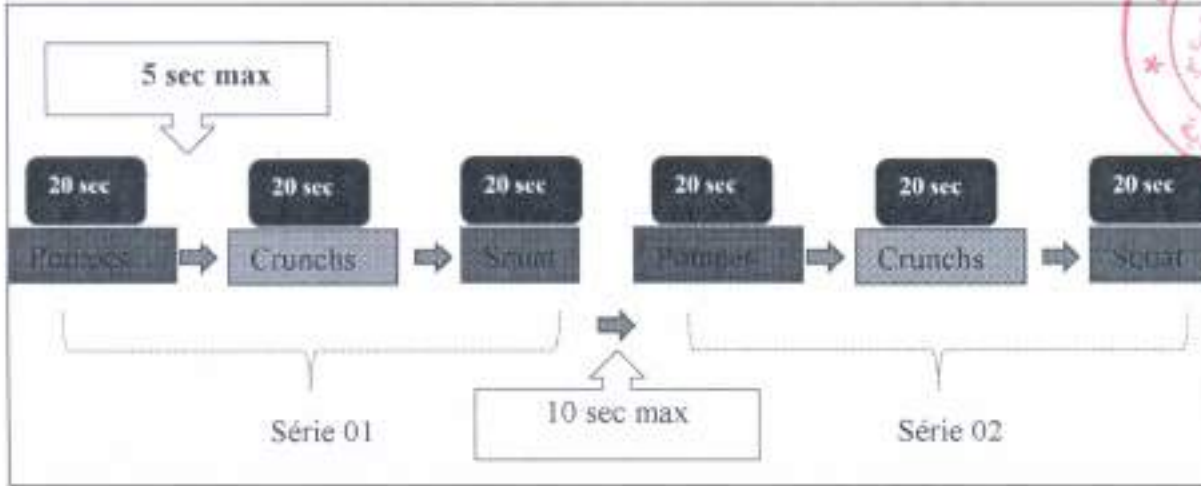 5 sec max
20 sec 20 sec 20 sec 20 sec 20 sec 20 sec
Pompes Crunchs Squat Pompes Crunchs Squat
10 sec max
Série 01 Série 02